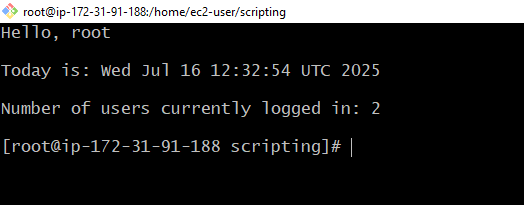 root@ip-172-31-91-188:/home/ec2-user/scripting
Hello, root
Today is: Wed Jul 16 12:32:54 UTC 2025
Number of users currently logged in: 2
[root@ip-172-31-91-188 scripting]#